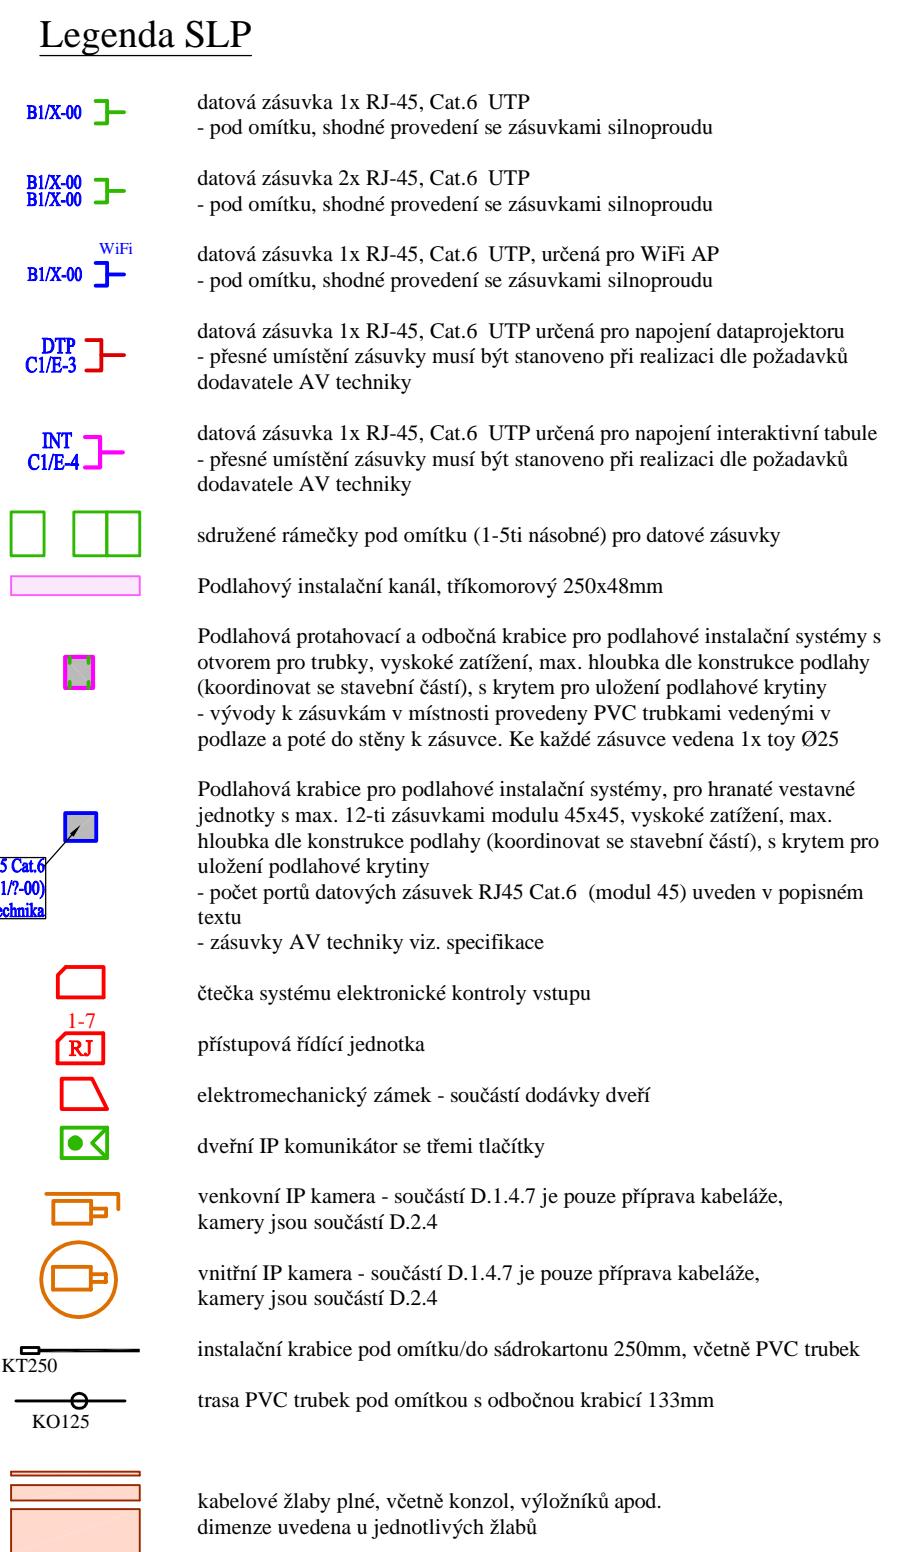 Legenda SLP
B1/X-00
datová zásuvka 1x RJ-45, Cat.6 UTP
- pod omítku, shodné provedení se zásuvkami silnoproudu
B1/X-00
B1/X-00
datová zásuvka 2x RJ-45, Cat.6 UTP
- pod omítku, shodné provedení se zásuvkami silnoproudu
WiFi
B1/X-00
datová zásuvka 1x RJ-45, Cat.6 UTP, určená pro WiFi AP
- pod omítku, shodné provedení se zásuvkami silnoproudu
DTP
C1/E-3
datová zásuvka 1x RJ-45, Cat.6 UTP určená pro napojení dataprojektoru
- přesné umístění zásuvky musí být stanoveno při realizaci dle požadavků
dodavatele AV techniky
INT
C1/E-4
datová zásuvka 1x RJ-45, Cat.6 UTP určená pro napojení interaktivní tabule
- přesné umístění zásuvky musí být stanoveno při realizaci dle požadavků
dodavatele AV techniky
sdružené rámečky pod omítku (1-5ti násobné) pro datové zásuvky
Podlahový instalační kanál, tříkomorový 250x48mm
Podlahová protahovací a odbočná krabice pro podlahové instalační systémy s
otvorem pro trubky, vyskoké zatížení, max. hloubka dle konstrukce podlahy
(koordinovat se stavební částí), s krytem pro uložení podlahové krytiny
- vývody k zásuvkám v místnosti provedeny PVC trubkami vedenými v
podlaze a poté do stěny k zásuvce. Ke každé zásuvce vedena 1x toy Ø25
5 Cat.6
1/?-00)
echnika
Podlahová krabice pro podlahové instalační systémy, pro hranaté vestavné
jednotky s max. 12-ti zásuvkami modulu 45x45, vyskoké zatížení, max.
hloubka dle konstrukce podlahy (koordinovat se stavební částí), s krytem pro
uložení podlahové krytiny
- počet portů datových zásuvek RJ45 Cat.6 (modul 45) uveden v popisném
textu
- zásuvky AV techniky viz. specifikace
čtečka systému elektronické kontroly vstupu
1-7
RJ
přístupová řídící jednotka
elektromechanický zámek - součástí dodávky dveří
dveřní IP komunikátor se třemi tlačítky
venkovní IP kamera - součástí D.1.4.7 je pouze příprava kabeláže,
kamery jsou součástí D.2.4
vnitřní IP kamera - součástí D.1.4.7 je pouze příprava kabeláže,
kamery jsou součástí D.2.4
KT250
instalační krabice pod omítku/do sádrokartonu 250mm, včetně PVC trubek
KO125
trasa PVC trubek pod omítkou s odbočnou krabicí 133mm
kabelové žlaby plné, včetně konzol, výložníků apod.
dimenze uvedena u jednotlivých žlabů